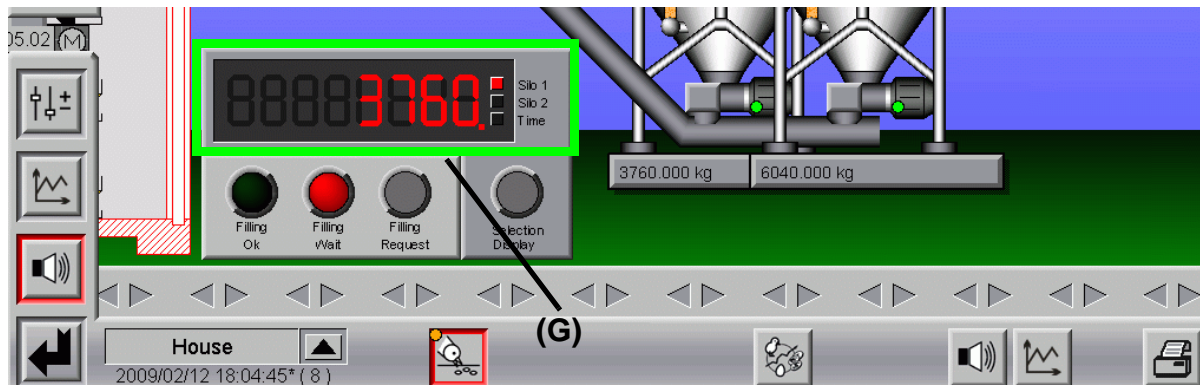 05.02 M
3760.
Silo 1
Silo 2
Time
3760.000 kg
6040.000 kg
Filling
Ok
Filling
Wait
Filling
Request
Selection
Display
(G)
House
2009/02/12 18:04:45* ( 8 )